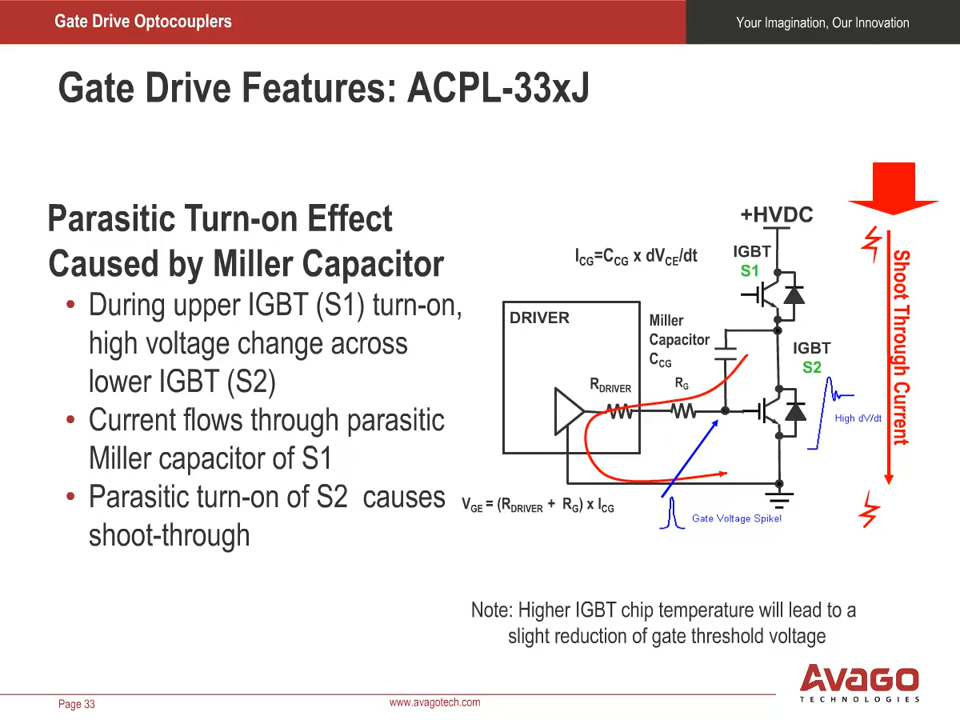 Gate Drive Optocouplers
Your Imagination, Our Innovation
Gate Drive Features: ACPL-33xJ
Parasitic Turn-on Effect
Caused by Miller Capacitor
• During upper IGBT (S1) turn-on,
high voltage change across
lower IGBT (S2)
• Current flows through parasitic
Miller capacitor of S1
• Parasitic turn-on of S2 causes
shoot-through
+HVDC
ICG=CCG x dVCE/dt
IGBT
S1
DRIVER
Miller
Capacitor
CCG
IGBT
S2
RDRIVER
RG
High dV/dt
Shoot Through Current
VGE = (RDRIVER + RG) x ICG
Gate Voltage Spike!
Note: Higher IGBT chip temperature will lead to a
slight reduction of gate threshold voltage
Avago
TECHNOLOGIES
Page 33
www.avagotech.com